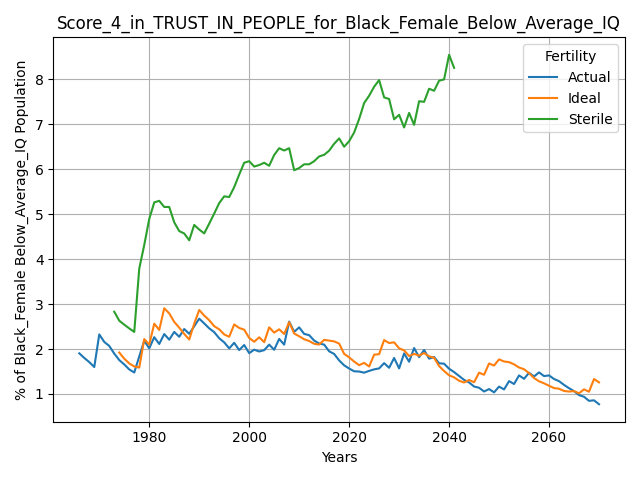 Score_4_in_TRUST_IN_PEOPLE_for_Black_Female_Below_Average_IQ
% of Black_Female Below_Average_IQ Population
8
7
6
5
4
3
2
1
Fertility
Actual
Ideal
Sterile
1980
2000
2020
2040
2060
Years